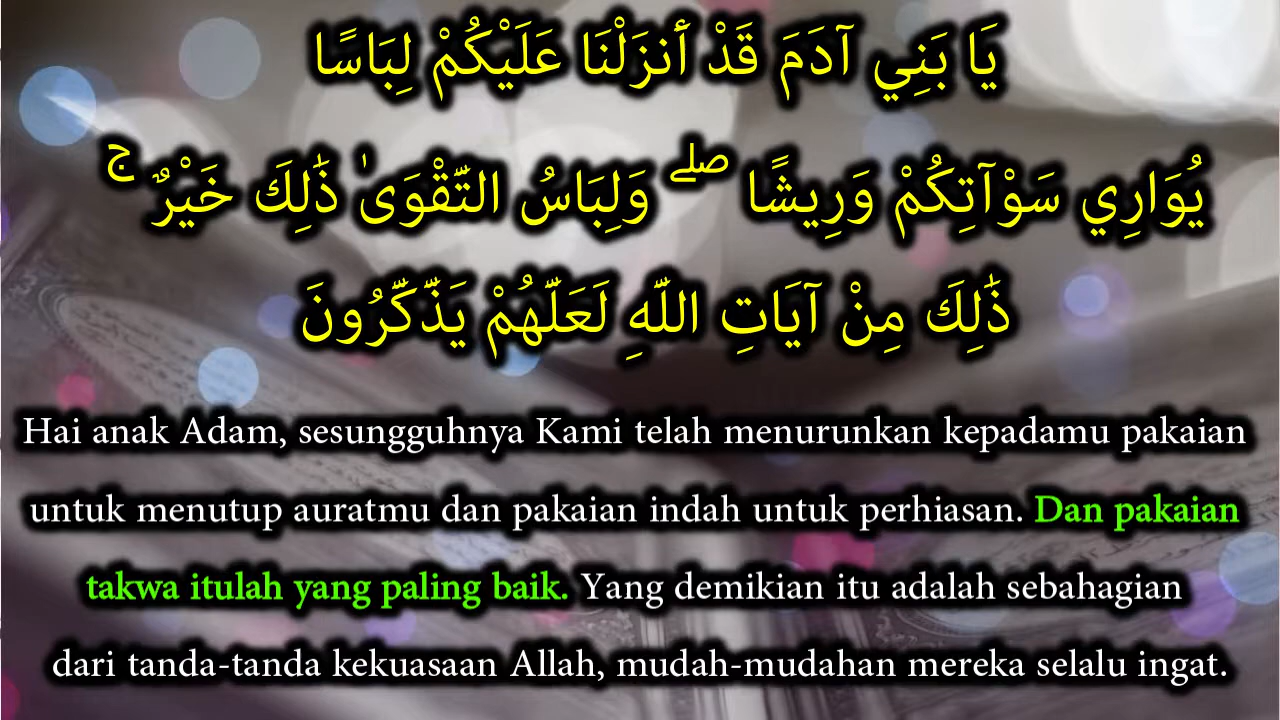 يَا بَنِي آدَمَ قَدْ أَنزَلْنَا عَلَيْكُمْ لِبَاسًا
يُوَارِي سَوْآتِكُمْ وَرِيشًا ۖ وَلِبَاسُ التَّقْوَىٰ ذَٰلِكَ خَيْرٌ ۚ
ذَٰلِكَ مِنْ آيَاتِ اللَّهِ لَعَلَّهُمْ يَذَّكَّرُونَ
Hai anak Adam, sesungguhnya Kami telah menurunkan kepadamu pakaian
untuk menutup auratmu dan pakaian indah untuk perhiasan. Dan pakaian
takwa itulah yang paling baik. Yang demikian itu adalah sebahagian
dari tanda-tanda kekuasaan Allah, mudah-mudahan mereka selalu ingat.